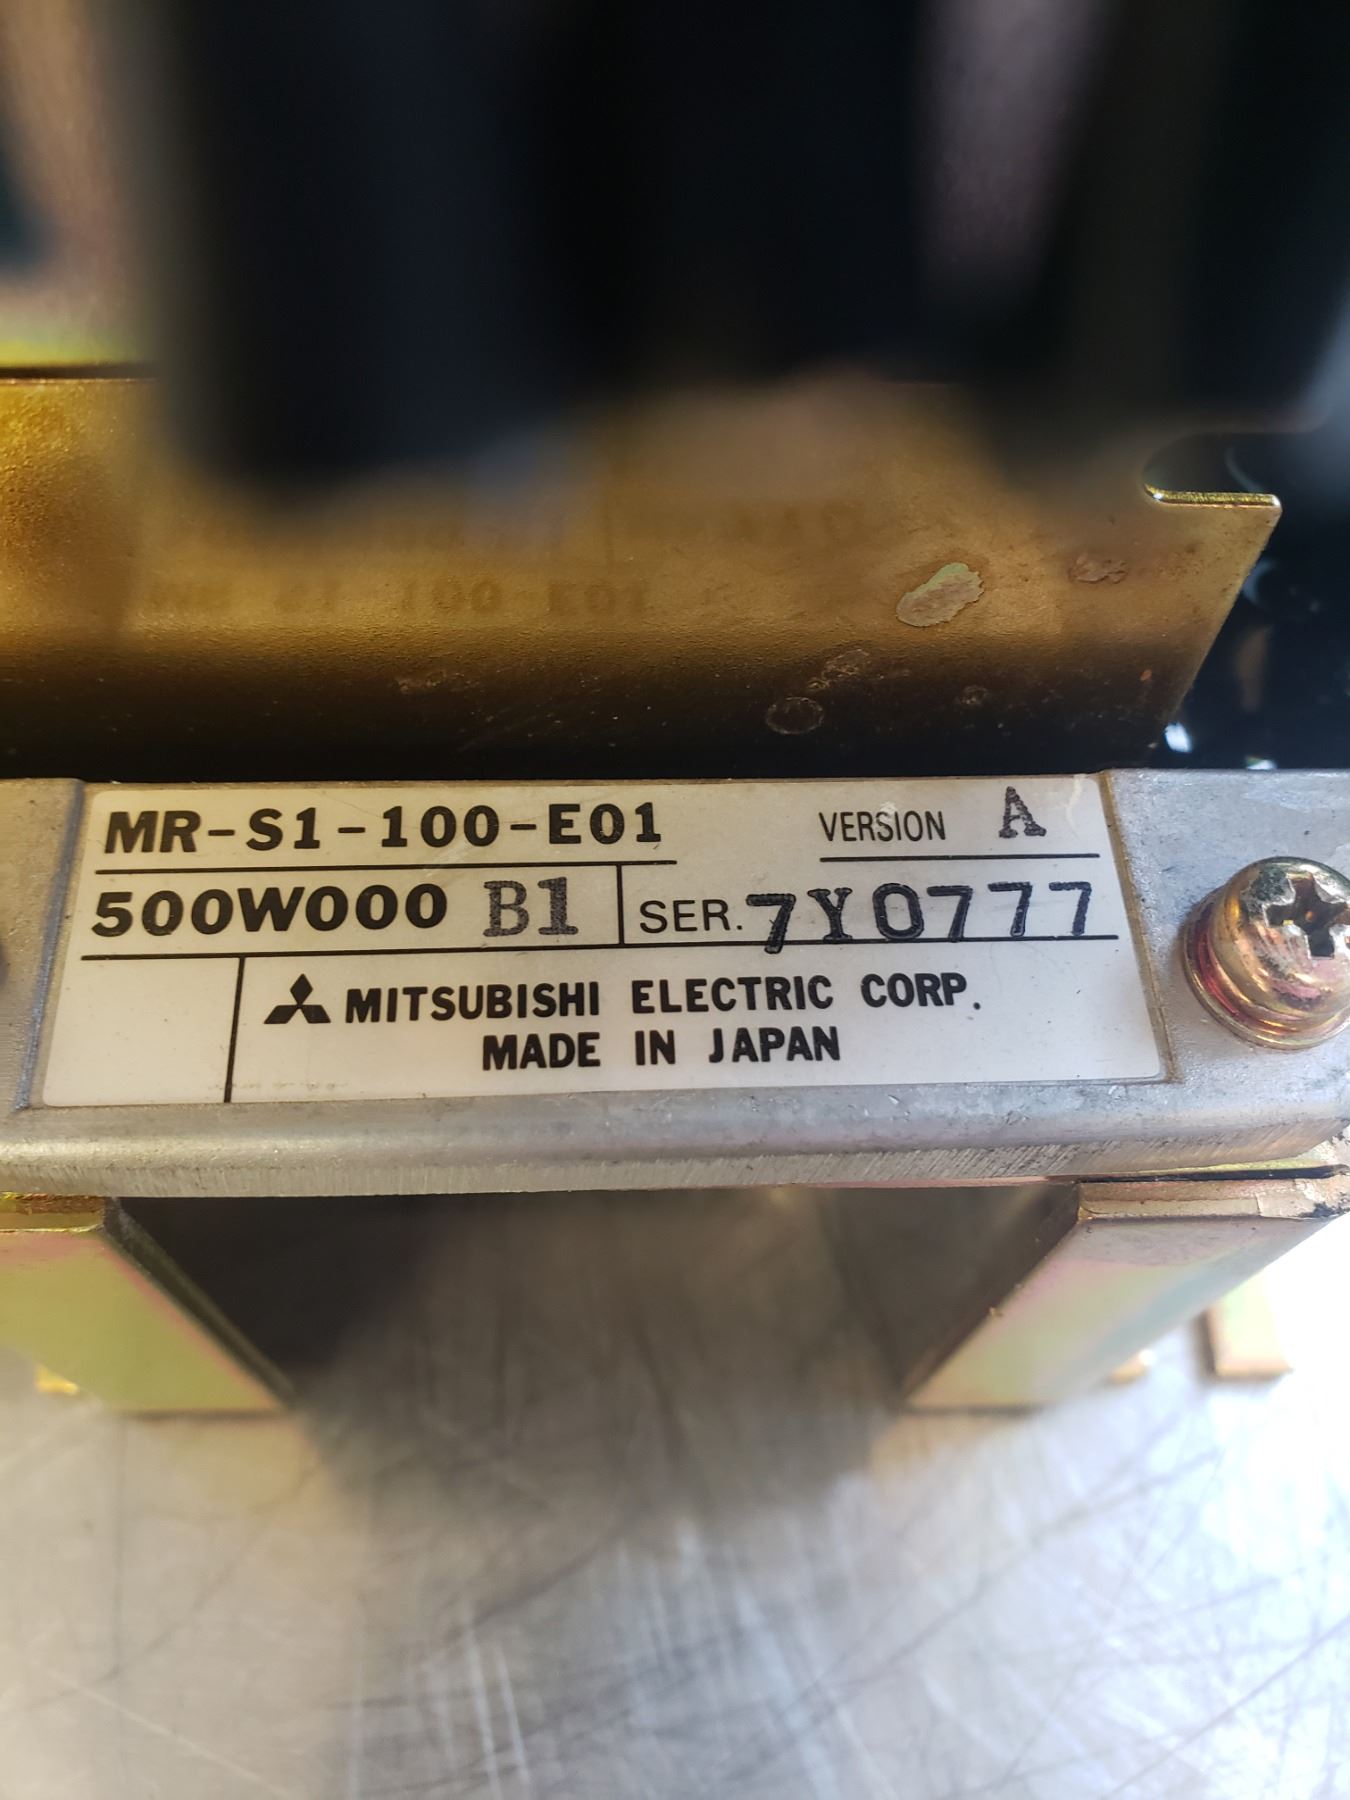 MR-S1-100-E01 VERSION A
500W000 B1 SER. 7Y0777
MITSUBISHI ELECTRIC CORP.
MADE IN JAPAN